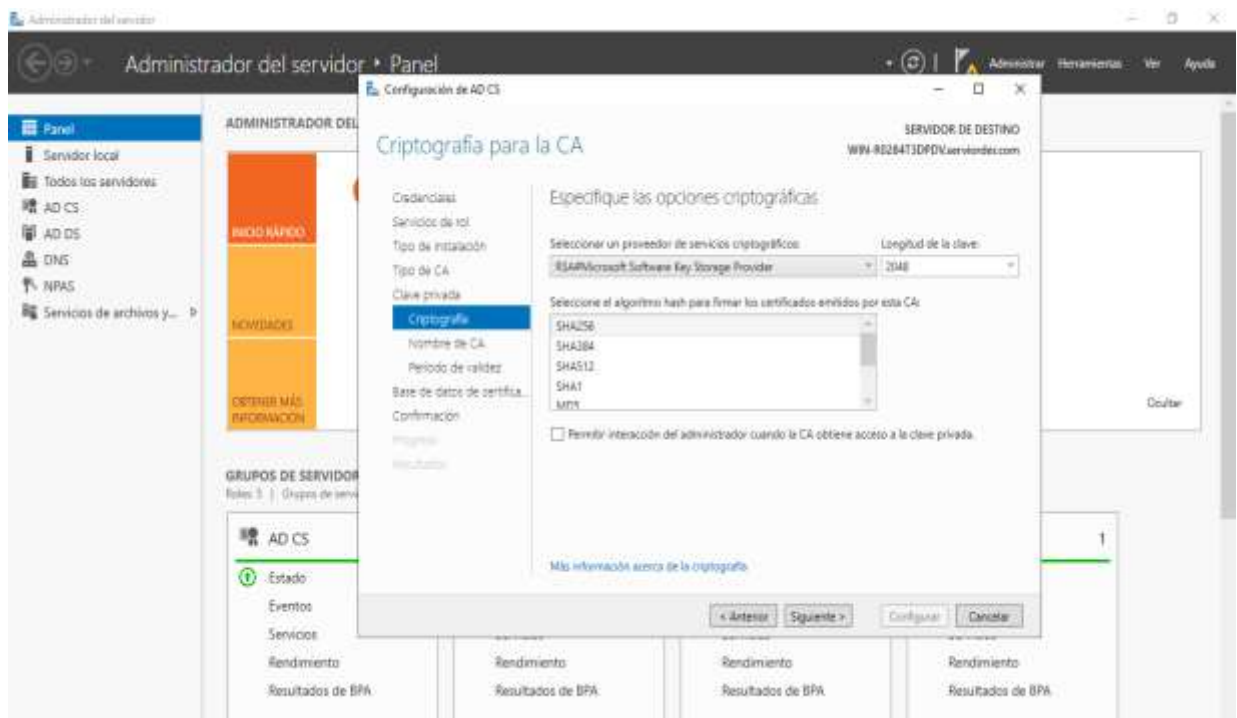 Administrador del servidor
Administrador del servidor • Panel
Administrar Herramientas Ver Ayuda
Panel
Servidor local
Todos los servidores
AD CS
AD DS
DNS
NPAS
Servicios de archivos y...
ADMINISTRADOR DEL
INICIO RÁPIDO
NOVEDADES
OBTENER MÁS
INFORMACIÓN
Ocultar
GRUPOS DE SERVIDOR
Roles: 5 | Grupos de servi
AD CS
Estado
Eventos
Servicios
Rendimiento
Resultados de BPA
Rendimiento
Resultados de BPA
Rendimiento
Resultados de BPA
1
Rendimiento
Resultados de BPA
Configuración de AD CS
Criptografía para la CA
SERVIDOR DE DESTINO
Credenciales
Servicios de rol
Tipo de instalación
Tipo de CA
Clave privada
Criptografía
Nombre de CA
Período de validez
Base de datos de certifica...
Confirmación
Progreso
Resultados
Especifique las opciones criptográficas
Seleccionar un proveedor de servicios criptográficos:
Longitud de la clave:
RSA#Microsoft Software Key Storage Provider
2048
Seleccione el algoritmo hash para firmar los certificados emitidos por esta CA:
SHA256
SHA384
SHA512
SHA1
MD5
Permitir interacción del administrador cuando la CA obtiene acceso a la clave privada.
Más información acerca de la criptografía
< Anterior
Siguiente >
Configurar
Cancelar